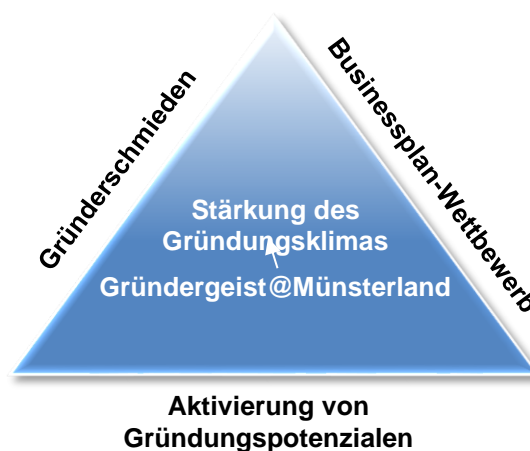 Gründerschmieden
Businessplan-Wettbewerb
Stärkung des
Gründungsklimas
Gründergeist@Münsterland
Aktivierung von
Gründungspotenzialen